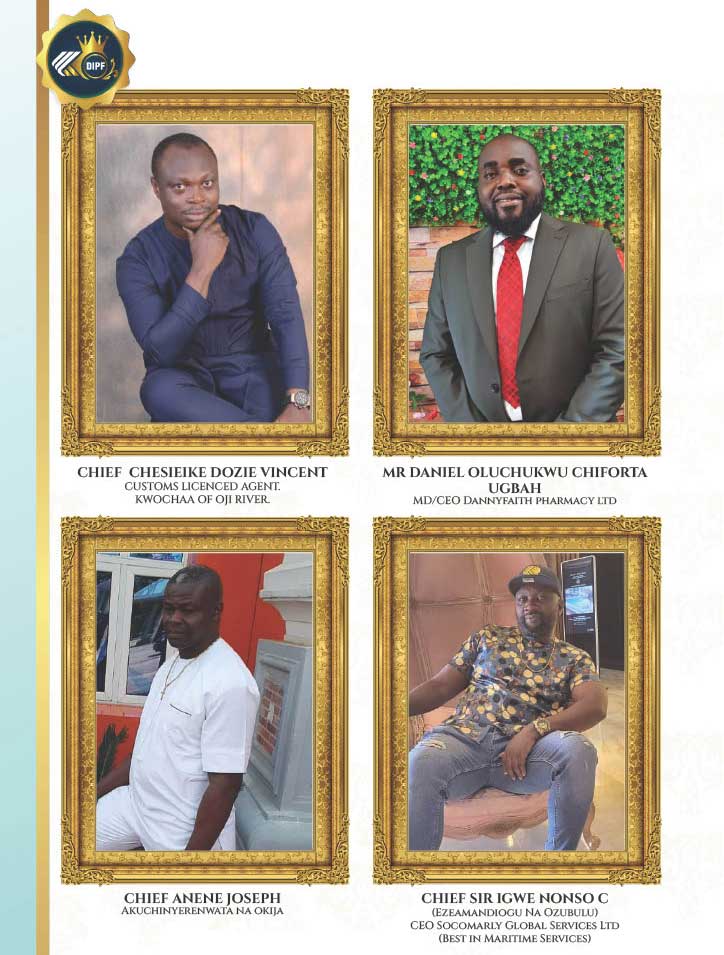 DIPF
CHIEF CHESIEIKE DOZIE VINCENT
CUSTOMS LICENCED AGENT.
KWOCHAA OF OJI RIVER.
MR DANIEL OLUCHUKWU CHIFORTA
UGBAH
MD/CEO DANNYFAITH PHARMACY LTD
CHIEF ANENE JOSEPH
AKUCHINYERENWATA NA OKIJA
CHIEF SIR IGWE NONSO C
(EZEAMANDIOGU NA OZUBULU)
CEO SOCOMARLY GLOBAL SERVICES LTD
(BEST IN MARITIME SERVICES)